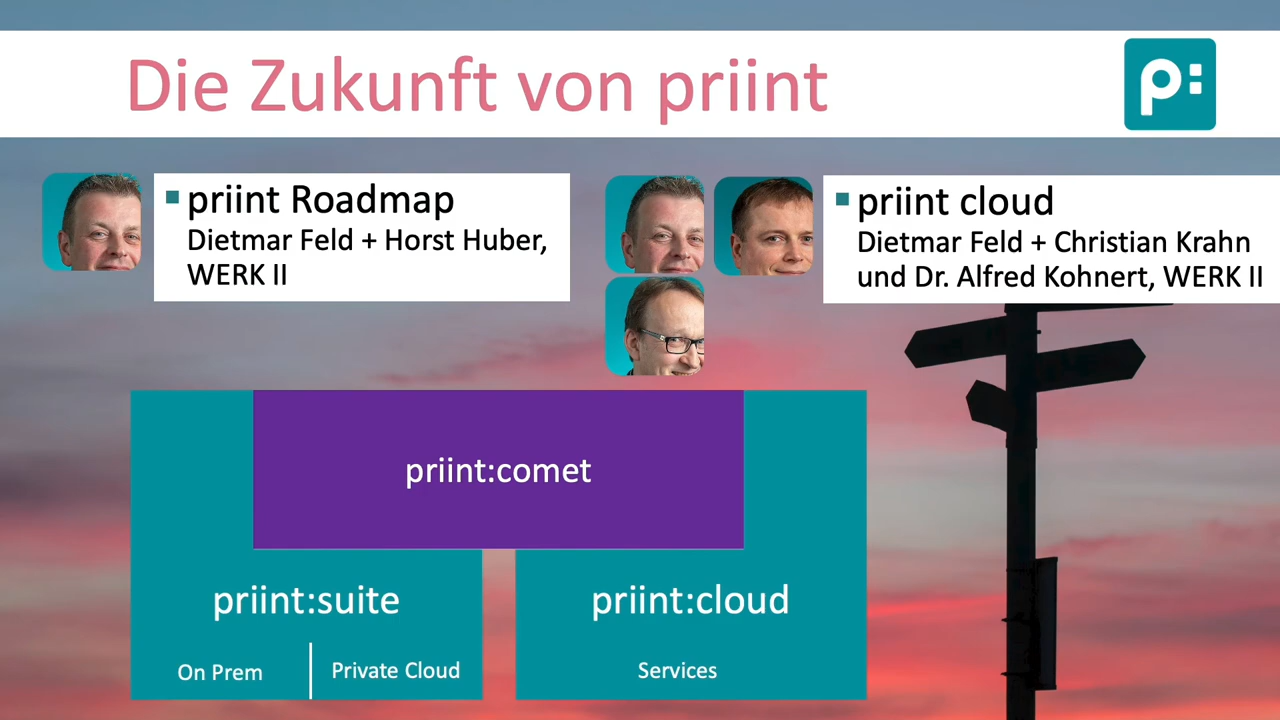 Die Zukunft von priint
p:
priint Roadmap
Dietmar Feld + Horst Huber,
WERK II
priint cloud
Dietmar Feld + Christian Krahn
und Dr. Alfred Kohnert, WERK II
priint:comet
priint:suite
On Prem
Private Cloud
priint:cloud
Services